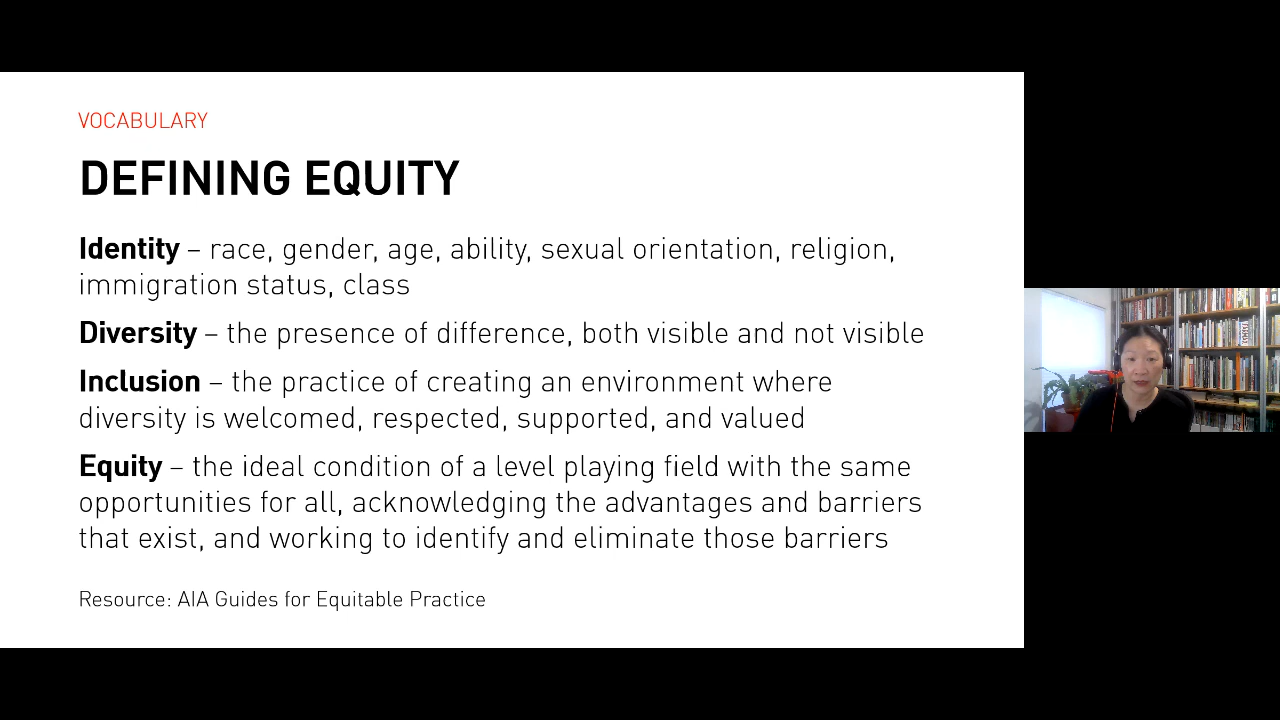 VOCABULARY
DEFINING EQUITY
Identity – race, gender, age, ability, sexual orientation, religion,
immigration status, class
Diversity – the presence of difference, both visible and not visible
Inclusion – the practice of creating an environment where
diversity is welcomed, respected, supported, and valued
Equity – the ideal condition of a level playing field with the same
opportunities for all, acknowledging the advantages and barriers
that exist, and working to identify and eliminate those barriers
Resource: AIA Guides for Equitable Practice